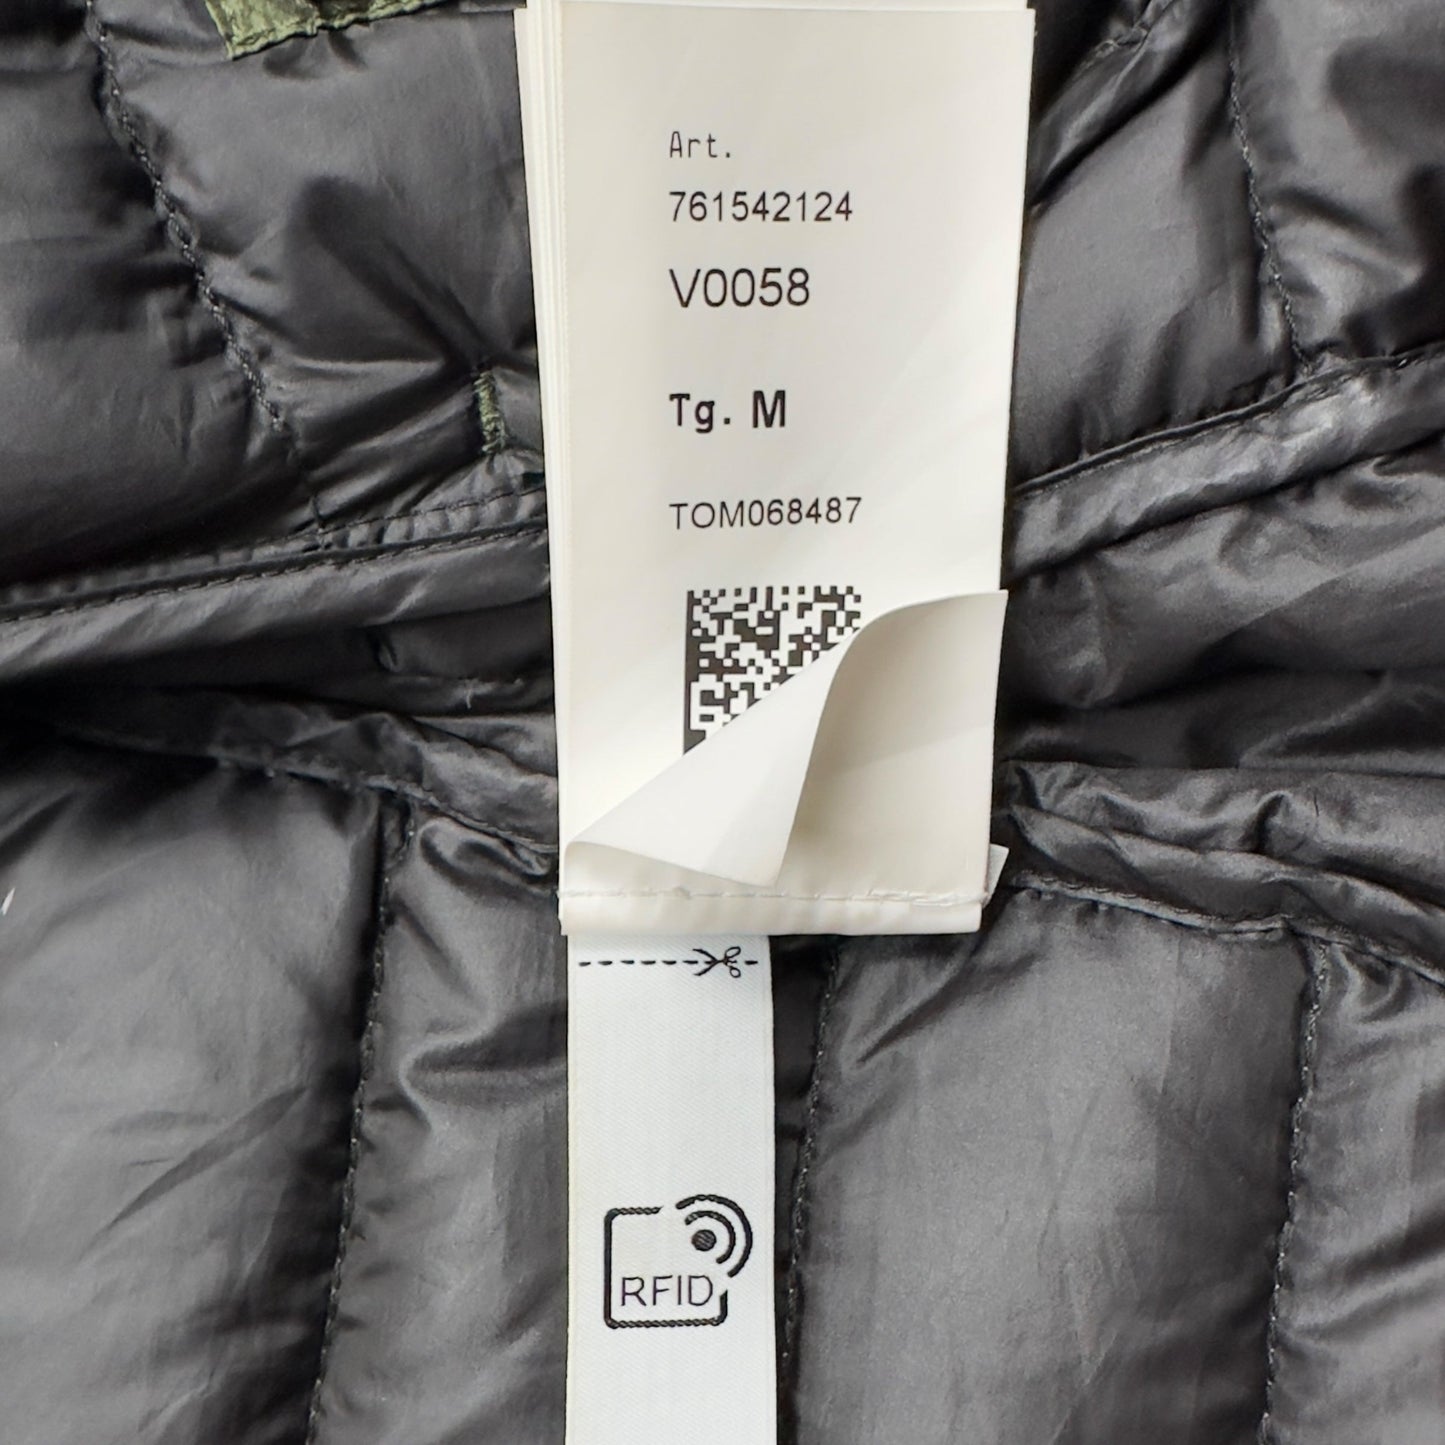 Art.
761542124
V0058
Tg. M
TOM068487
RFID